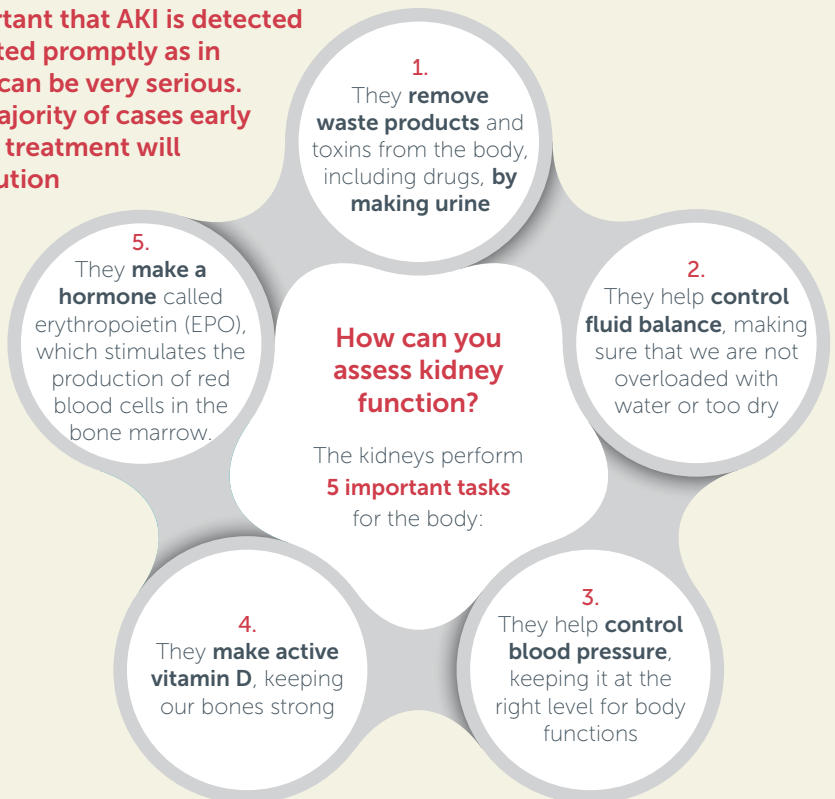 rtant that AKI is detected
ted promptly as in
can be very serious.
ajority of cases early
treatment will
ution
1.
They remove
waste products and
toxins from the body,
including drugs, by
making urine
2.
They help control
fluid balance, making
sure that we are not
overloaded with
water or too dry
3.
They help control
blood pressure,
keeping it at the
right level for body
functions
4.
They make active
vitamin D, keeping
our bones strong
5.
They make a
hormone called
erythropoietin (EPO),
which stimulates the
production of red
blood cells in the
bone marrow.
How can you
assess kidney
function?
The kidneys perform
5 important tasks
for the body: